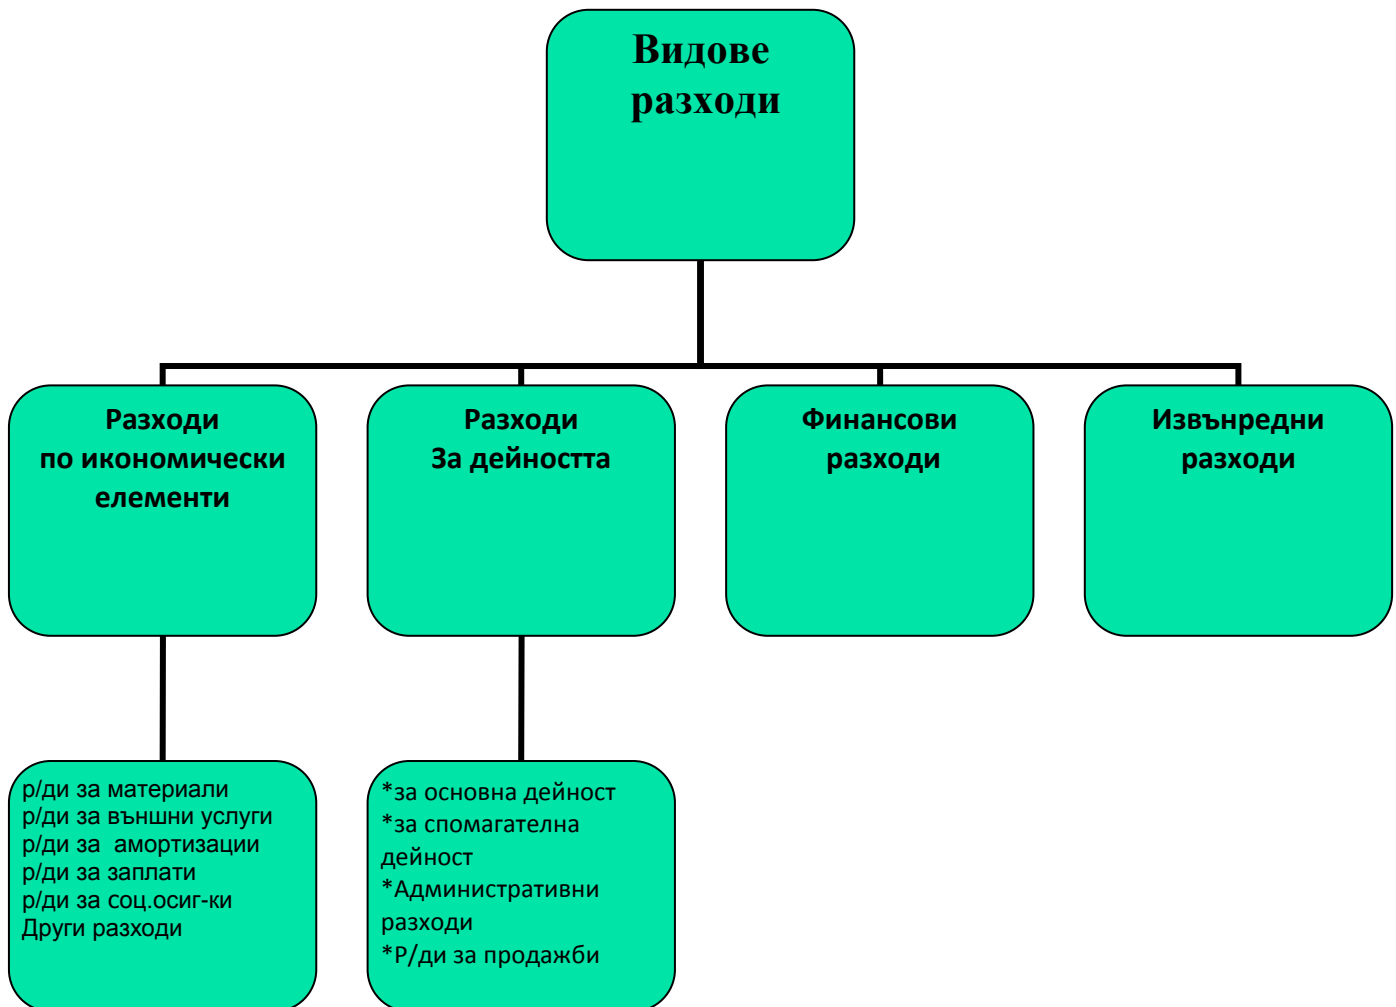 Видове
разходи
Разходи
по икономически
елементи
Разходи
За дейността
Финансови
разходи
Извънредни
разходи
р/ди за материали
р/ди за външни услуги
р/ди за  амортизации
р/ди за заплати
р/ди за соц.осиг-ки
Други разходи
*за основна дейност
*за спомагателна
дейност
*Административни
разходи
*Р/ди за продажби